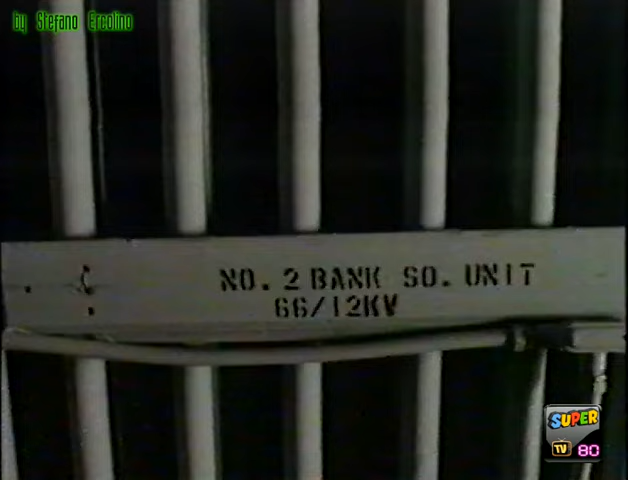 by Stefano Ercolino
NO. 2 BANK SO. UNIT
66/12KV
SUPER
TV 80